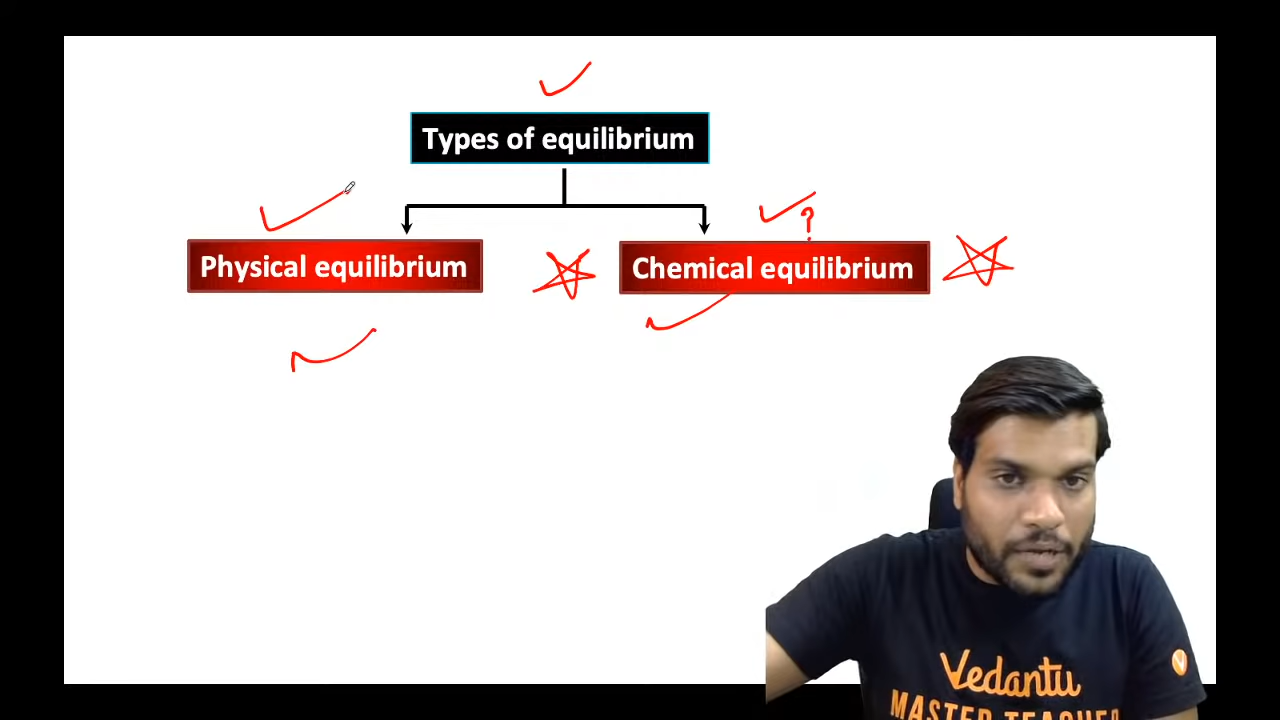 Types of equilibrium
?
Physical equilibrium
Chemical equilibrium
Vedantu
V
MASTER TEACHER